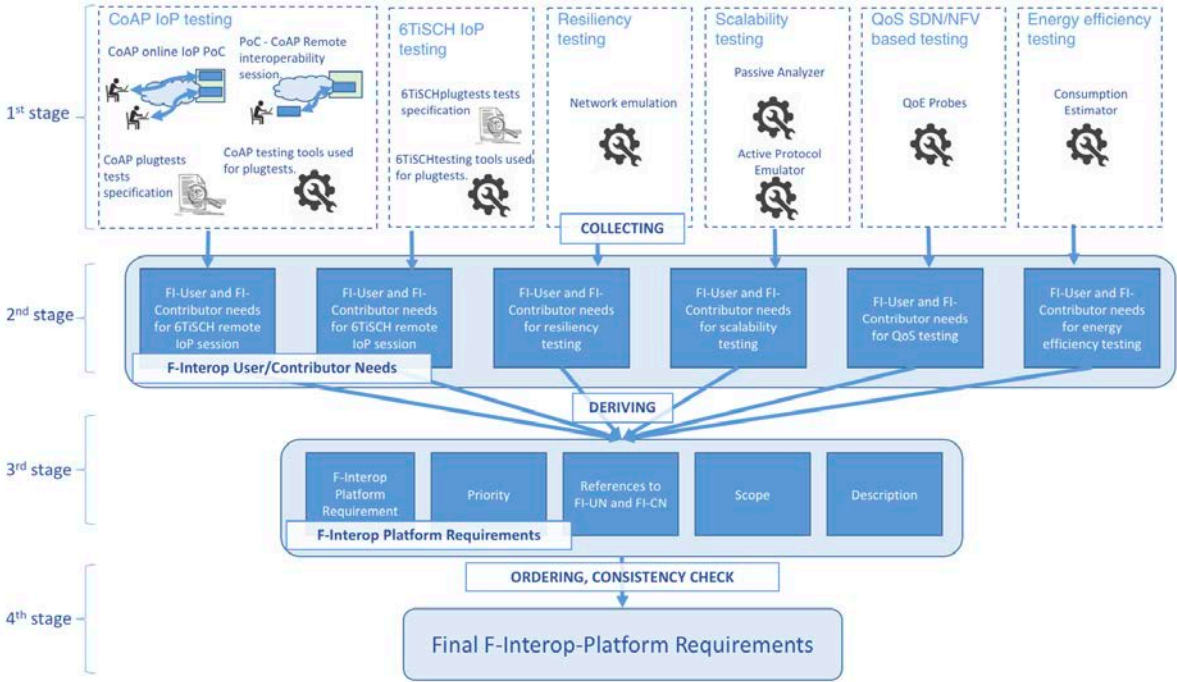 CoAP IoP testing
CoAP online IoP PoC
PoC - CoAP Remote
interoperability
session
CoAP plugtests
tests
specification
CoAP testing tools used
for plugtests.
6TiSCH IoP
testing
6TiSCHplugtests tests
specification
6TiSCHtesting tools used
for plugtests.
Resiliency
testing
Network emulation
Scalability
testing
Passive Analyzer
Active Protocol
Emulator
QoS SDN/NFV
based testing
QoE Probes
Energy efficiency
testing
Consumption
Estimator
1st stage
COLLECTING
2nd stage
FI-User and FI-
Contributor needs
for 6TiSCH remote
IoP session
FI-User and FI-
Contributor needs
for 6TiSCH remote
IoP session
FI-User and FI-
Contributor needs
for resiliency
testing
FI-User and FI-
Contributor needs
for scalability
testing
FI-User and FI-
Contributor needs
for QoS testing
FI-User and FI-
Contributor needs
for energy
efficiency testing
F-Interop User/Contributor Needs
DERIVING
3rd stage
F-Interop
Platform
Requirement
Priority
References to
FI-UN and FI-CN
Scope
Description
F-Interop Platform Requirements
ORDERING, CONSISTENCY CHECK
4th stage
Final F-Interop-Platform Requirements